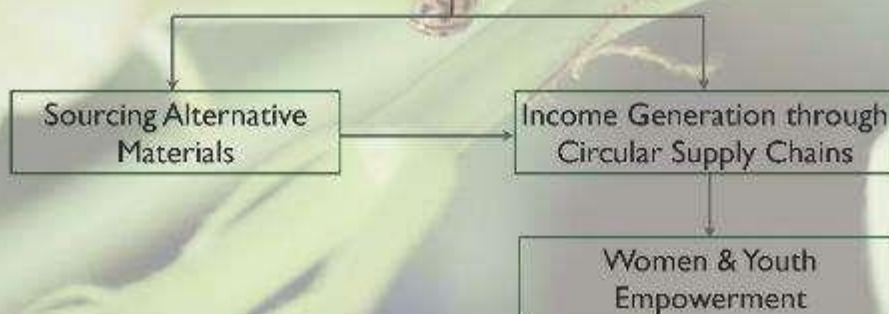 Sourcing Alternative
Materials
Income Generation through
Circular Supply Chains
Women & Youth
Empowerment